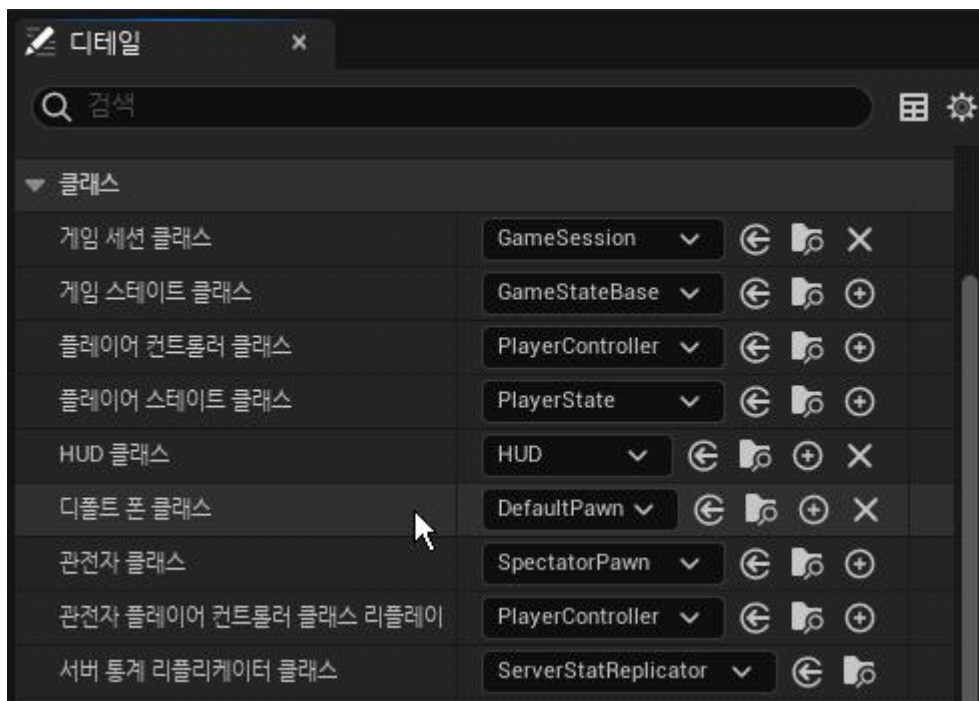 디테일
검색
클래스
게임 세션 클래스 GameSession
게임 스테이트 클래스 GameStateBase
플레이어 컨트롤러 클래스 PlayerController
플레이어 스테이트 클래스 PlayerState
HUD 클래스 HUD
디폴트 폰 클래스 DefaultPawn
관전자 클래스 SpectatorPawn
관전자 플레이어 컨트롤러 클래스 리플레이 PlayerController
서버 통계 리플리케이터 클래스 ServerStatReplicator